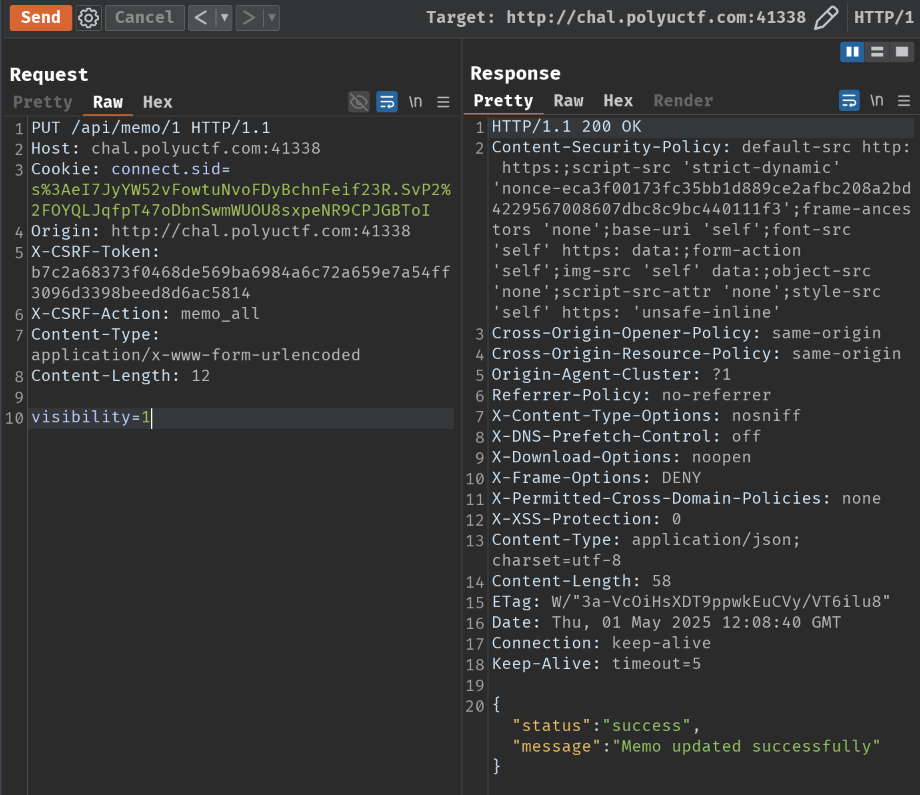 Send
Cancel
<
>
Target: http://chal.polyuctf.com:41338
HTTP/1
Request
Pretty Raw Hex
\n
1 PUT /api/memo/1 HTTP/1.1
2 Host: chal.polyuctf.com:41338
3 Cookie: connect.sid=
s%3AeI7JyYW52vFowtuNvoFDyBchnFeif23R.SvP2%
2FOYQLJqfpT47oDbnSwmWUOU8sxpeNR9CPJGBToI
4 Origin: http://chal.polyuctf.com:41338
5 X-CSRF-Token:
b7c2a68373f0468de569ba6984a6c72a659e7a54ff
3096d3398beed8d6ac5814
6 X-CSRF-Action: memo_all
7 Content-Type:
application/x-www-form-urlencoded
8 Content-Length: 12
9
10 visibility=1
Response
Pretty Raw Hex Render
\n
1 HTTP/1.1 200 OK
2 Content-Security-Policy: default-src http:
https:;script-src 'strict-dynamic'
'nonce-eca3f00173fc35bb1d889ce2afbc208a2bd
4229567008607dbc8c9bc440111f3';frame-ances
tors 'none';base-uri 'self';font-src
'self' https: data:;form-action
'self';img-src 'self' data:;object-src
'none';script-src-attr 'none';style-src
'self' https: 'unsafe-inline'
3 Cross-Origin-Opener-Policy: same-origin
4 Cross-Origin-Resource-Policy: same-origin
5 Origin-Agent-Cluster: ?1
6 Referrer-Policy: no-referrer
7 X-Content-Type-Options: nosniff
8 X-DNS-Prefetch-Control: off
9 X-Download-Options: noopen
10 X-Frame-Options: DENY
11 X-Permitted-Cross-Domain-Policies: none
12 X-XSS-Protection: 0
13 Content-Type: application/json;
charset=utf-8
14 Content-Length: 58
15 ETag: W/"3a-VcOiHsXDT9ppwkEuCVy/VT6ilu8"
16 Date: Thu, 01 May 2025 12:08:40 GMT
17 Connection: keep-alive
18 Keep-Alive: timeout=5
19
20 {
"status":"success",
"message":"Memo updated successfully"
}